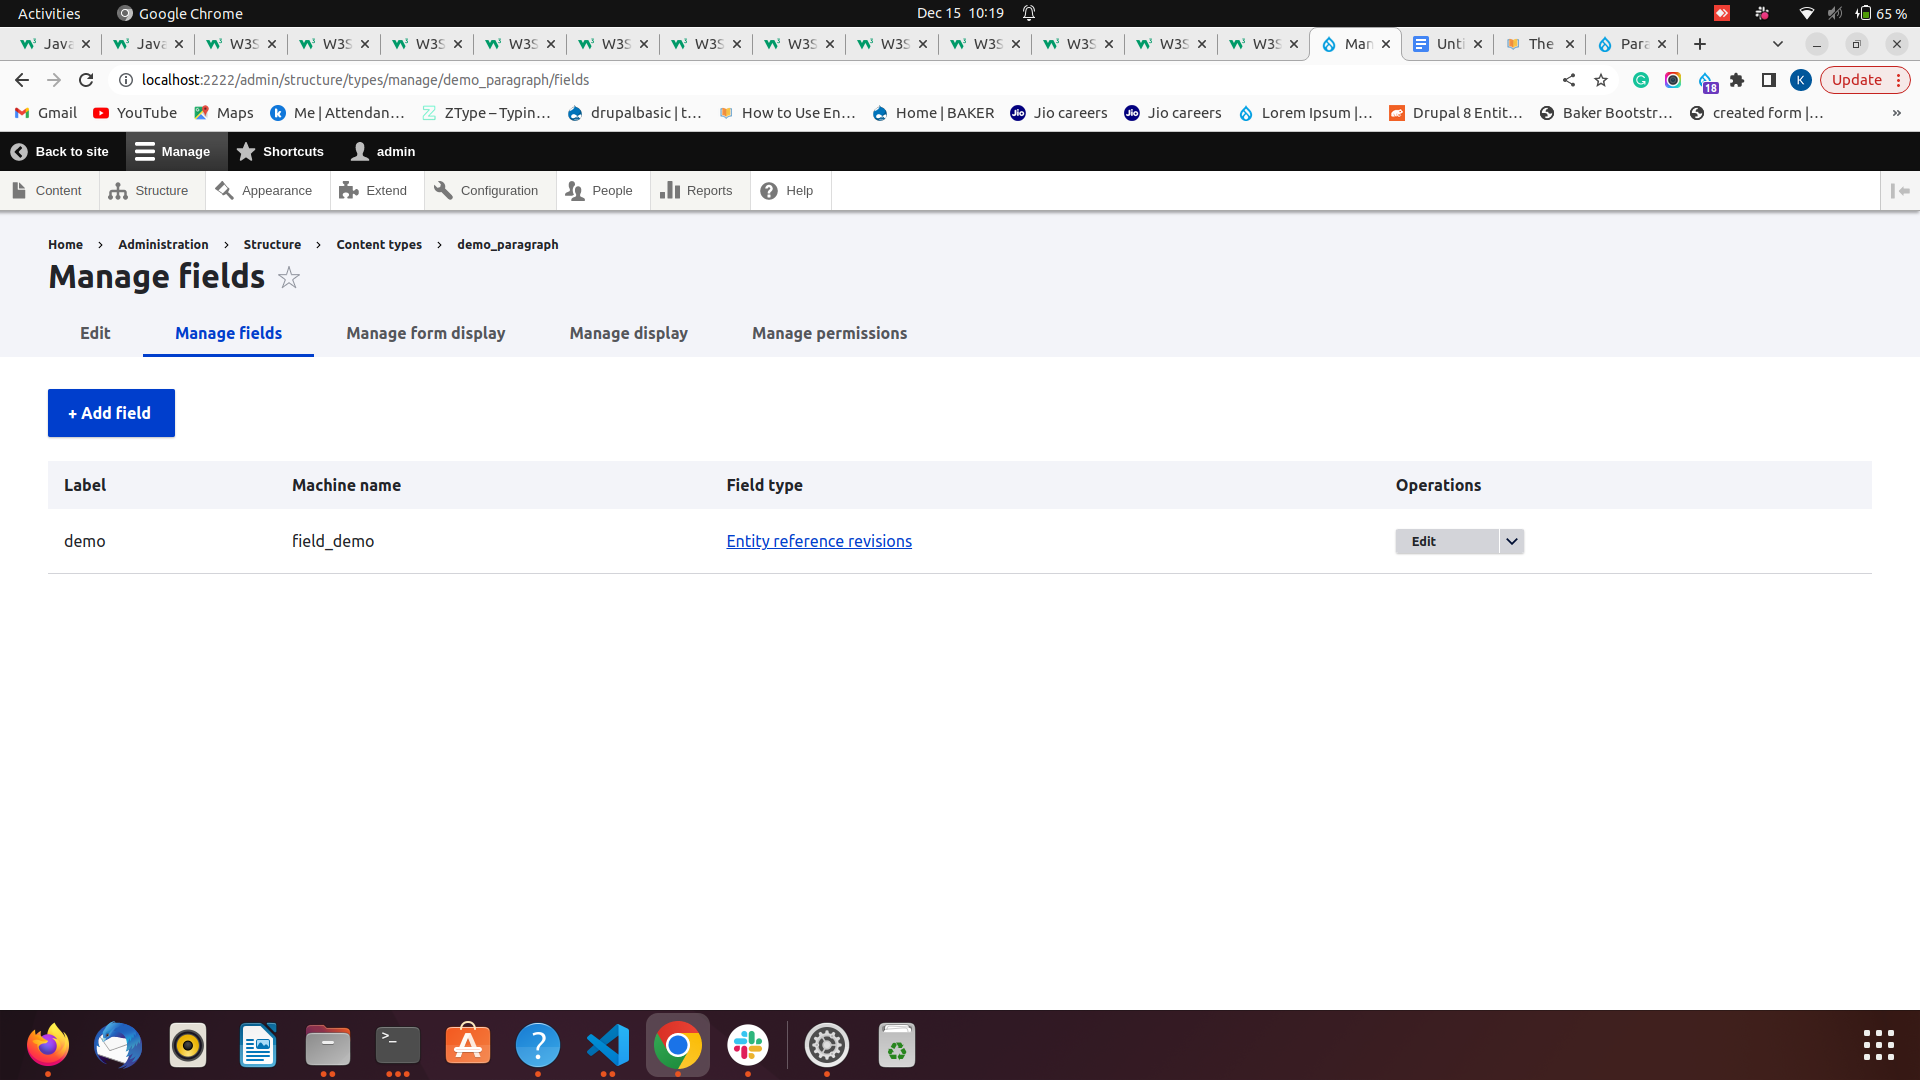 Activities Google Chrome Dec 15 10:19 65 %
Java Java W3S W3S W3S W3S W3S W3S W3S W3S W3S W3S W3S W3S Man Unti The Para
localhost:2222/admin/structure/types/manage/demo_paragraph/fields 18 K Update
Gmail YouTube Maps Me | Attendan… ZType – Typin… drupalbasic | t… How to Use En… Home | BAKER Jio careers Jio careers Lorem Ipsum |… Drupal 8 Entit… Baker Bootstr… created form |… »
Back to site Manage Shortcuts admin
Content Structure Appearance Extend Configuration People Reports Help
Home › Administration › Structure › Content types › demo_paragraph
Manage fields
Edit Manage fields Manage form display Manage display Manage permissions
+ Add field
Label Machine name Field type Operations
demo field_demo Entity reference revisions Edit